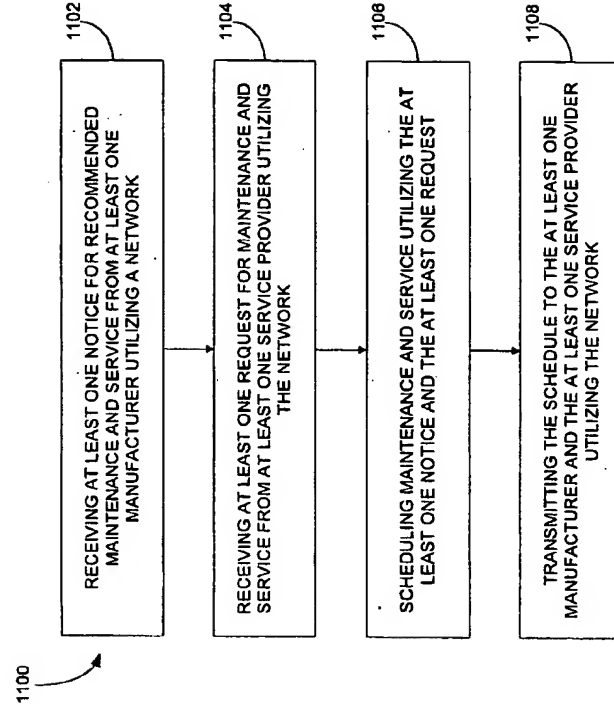 1100
RECEIVING AT LEAST ONE NOTICE FOR RECOMMENDED
MAINTENANCE AND SERVICE FROM AT LEAST ONE
MANUFACTURER UTILIZING A NETWORK
1102
RECEIVING AT LEAST ONE REQUEST FOR MAINTENANCE AND
SERVICE FROM AT LEAST ONE SERVICE PROVIDER UTILIZING
THE NETWORK
1104
SCHEDULING MAINTENANCE AND SERVICE UTILIZING THE AT
LEAST ONE NOTICE AND THE AT LEAST ONE REQUEST
1106
TRANSMITTING THE SCHEDULE TO THE AT LEAST ONE
MANUFACTURER AND THE AT LEAST ONE SERVICE PROVIDER
UTILIZING THE NETWORK
1108